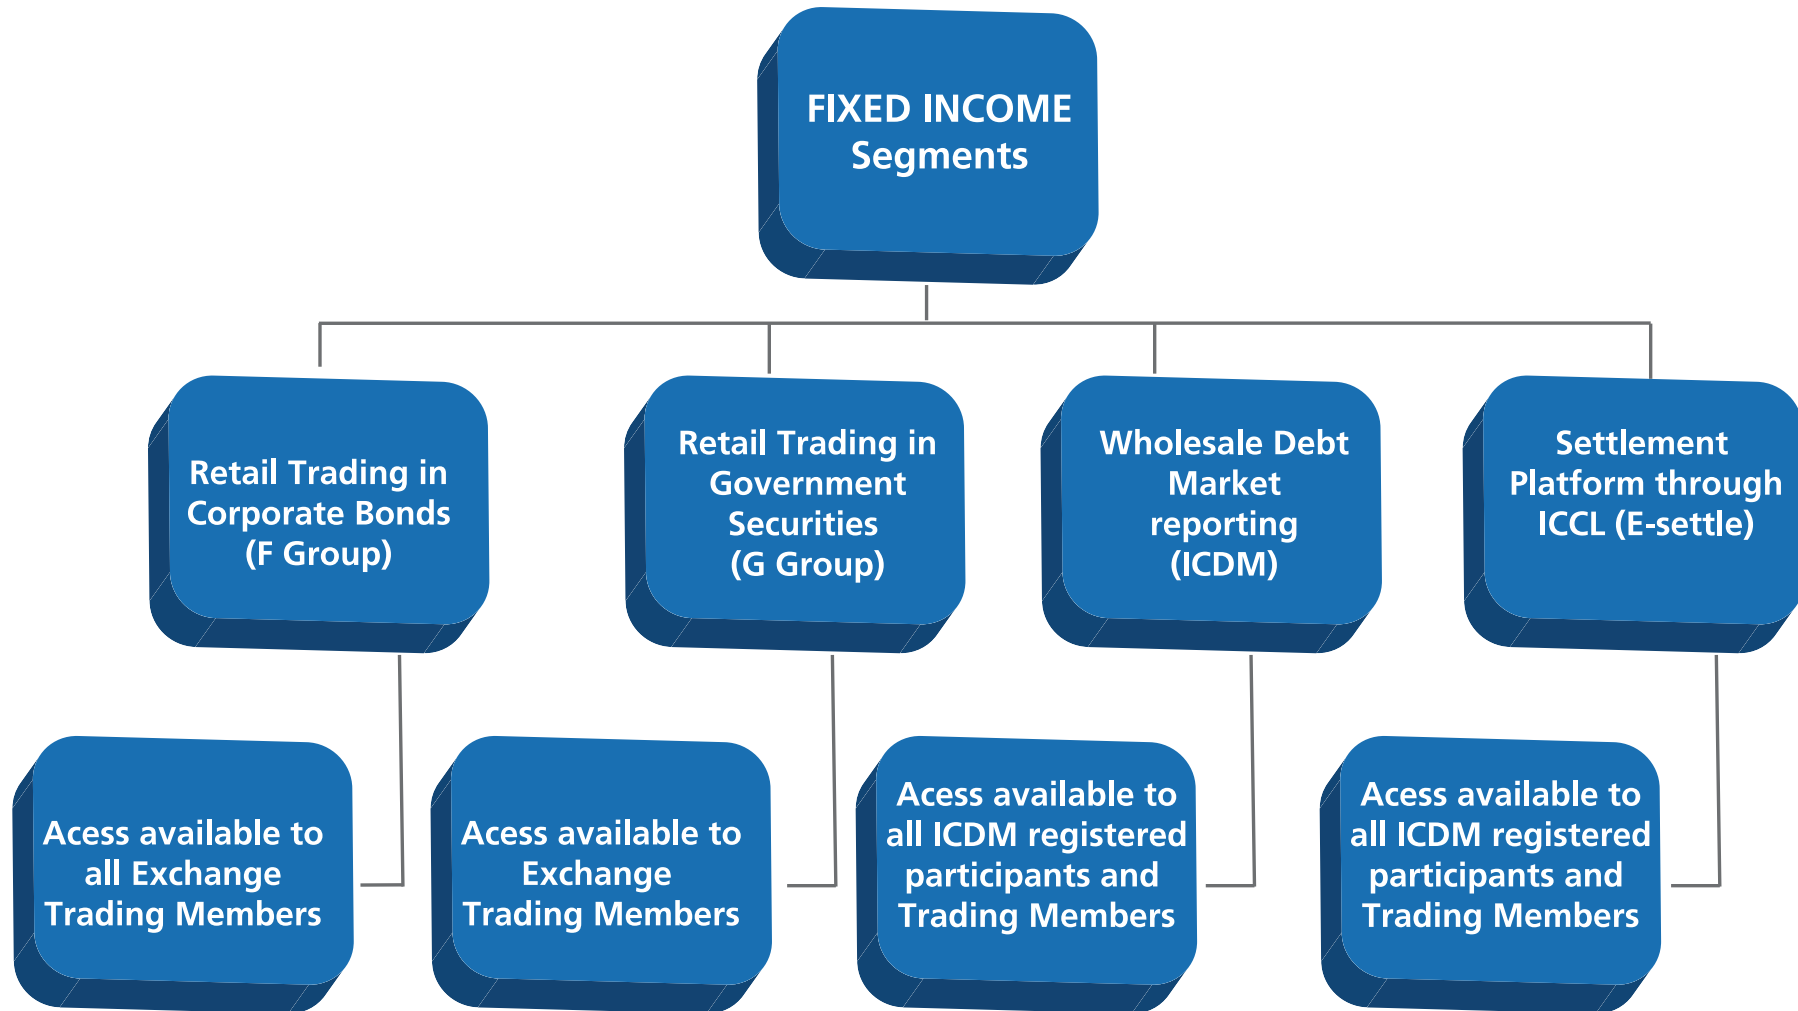 FIXED INCOME
Segments
Retail Trading in
Corporate Bonds
(F Group)
Retail Trading in
Government
Securities
(G Group)
Wholesale Debt
Market
reporting
(ICDM)
Settlement
Platform through
ICCL (E-settle)
Acess available to
all Exchange
Trading Members
Acess available to
Exchange
Trading Members
Acess available to
all ICDM registered
participants and
Trading Members
Acess available to
all ICDM registered
participants and
Trading Members